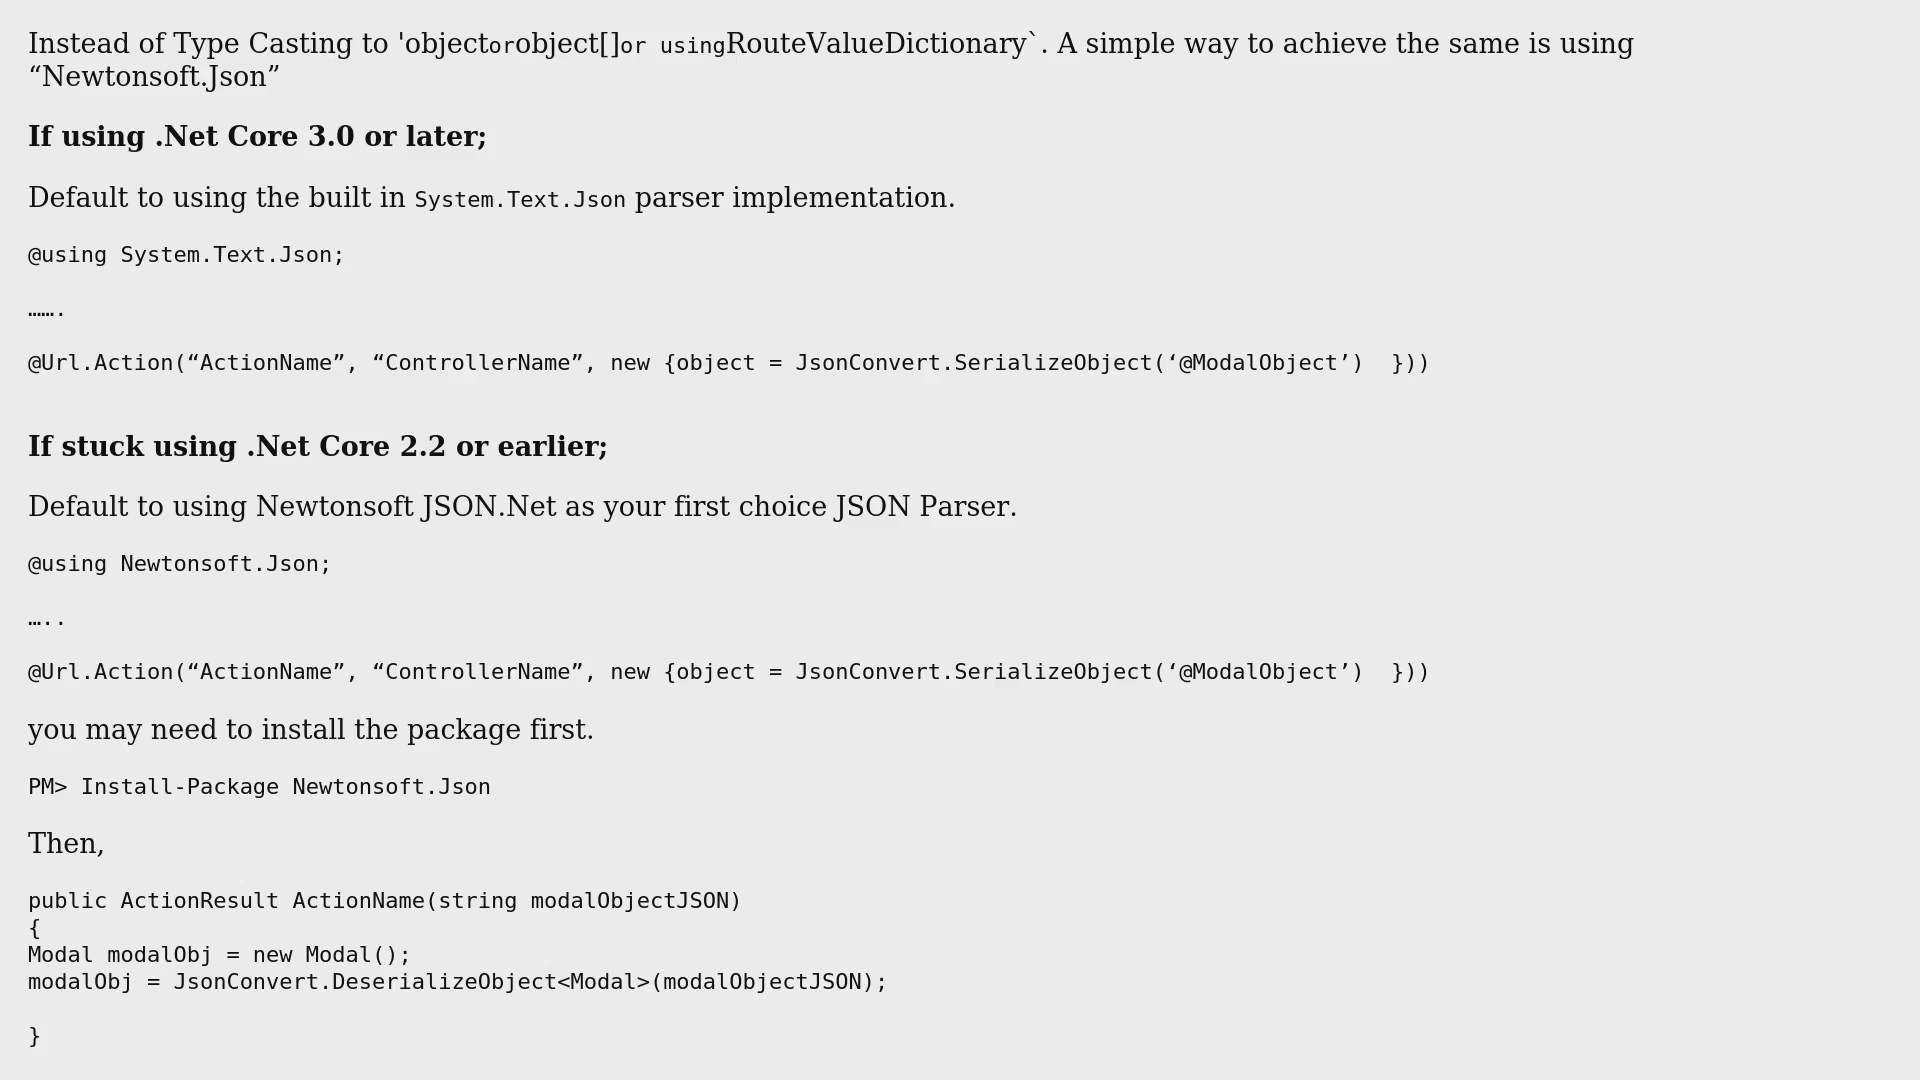 Instead of Type Casting to 'objectorobject[]or usingRouteValueDictionary`. A simple way to achieve the same is using
“Newtonsoft.Json”
If using .Net Core 3.0 or later;
Default to using the built in System.Text.Json parser implementation.
@using System.Text.Json;
…….
@Url.Action(“ActionName”, “ControllerName”, new {object = JsonConvert.SerializeObject(‘@ModalObject’)  }))
If stuck using .Net Core 2.2 or earlier;
Default to using Newtonsoft JSON.Net as your first choice JSON Parser.
@using Newtonsoft.Json;
…..
@Url.Action(“ActionName”, “ControllerName”, new {object = JsonConvert.SerializeObject(‘@ModalObject’)  }))
you may need to install the package first.
PM> Install-Package Newtonsoft.Json
Then,
public ActionResult ActionName(string modalObjectJSON)
{
Modal modalObj = new Modal();
modalObj = JsonConvert.DeserializeObject<Modal>(modalObjectJSON);
}